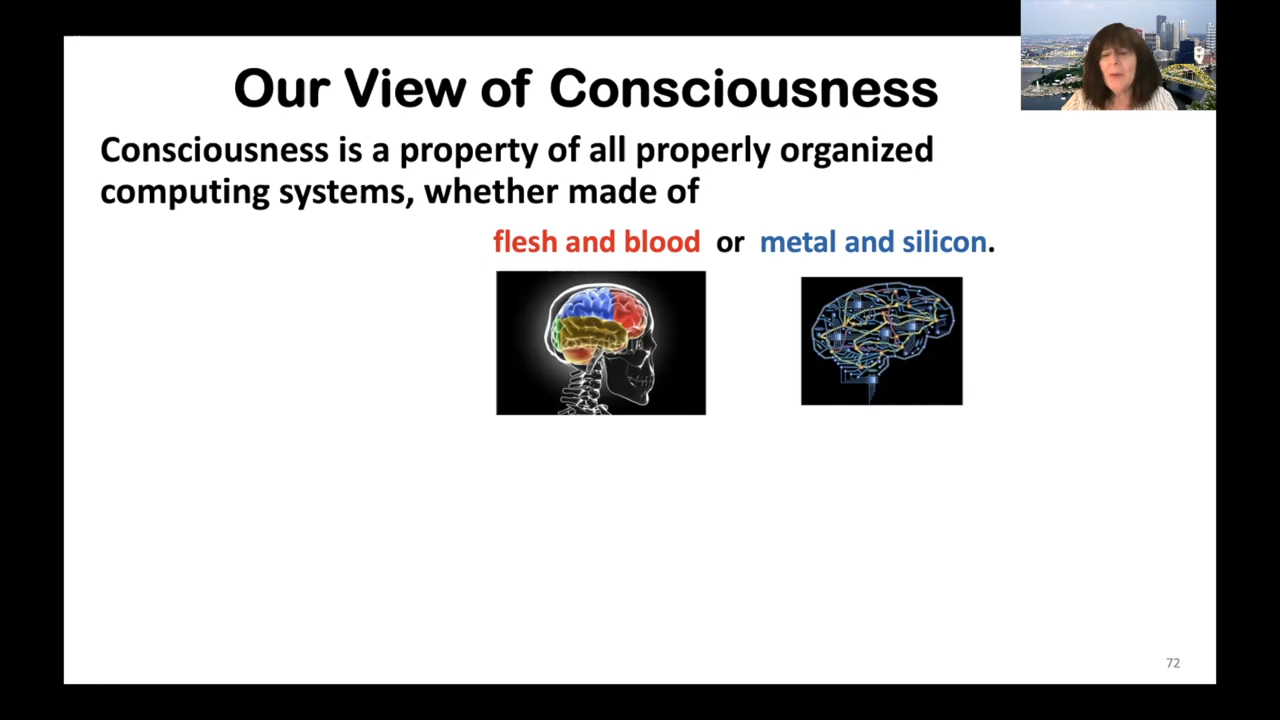 Our View of Consciousness
Consciousness is a property of all properly organized
computing systems, whether made of
flesh and blood or metal and silicon.
72